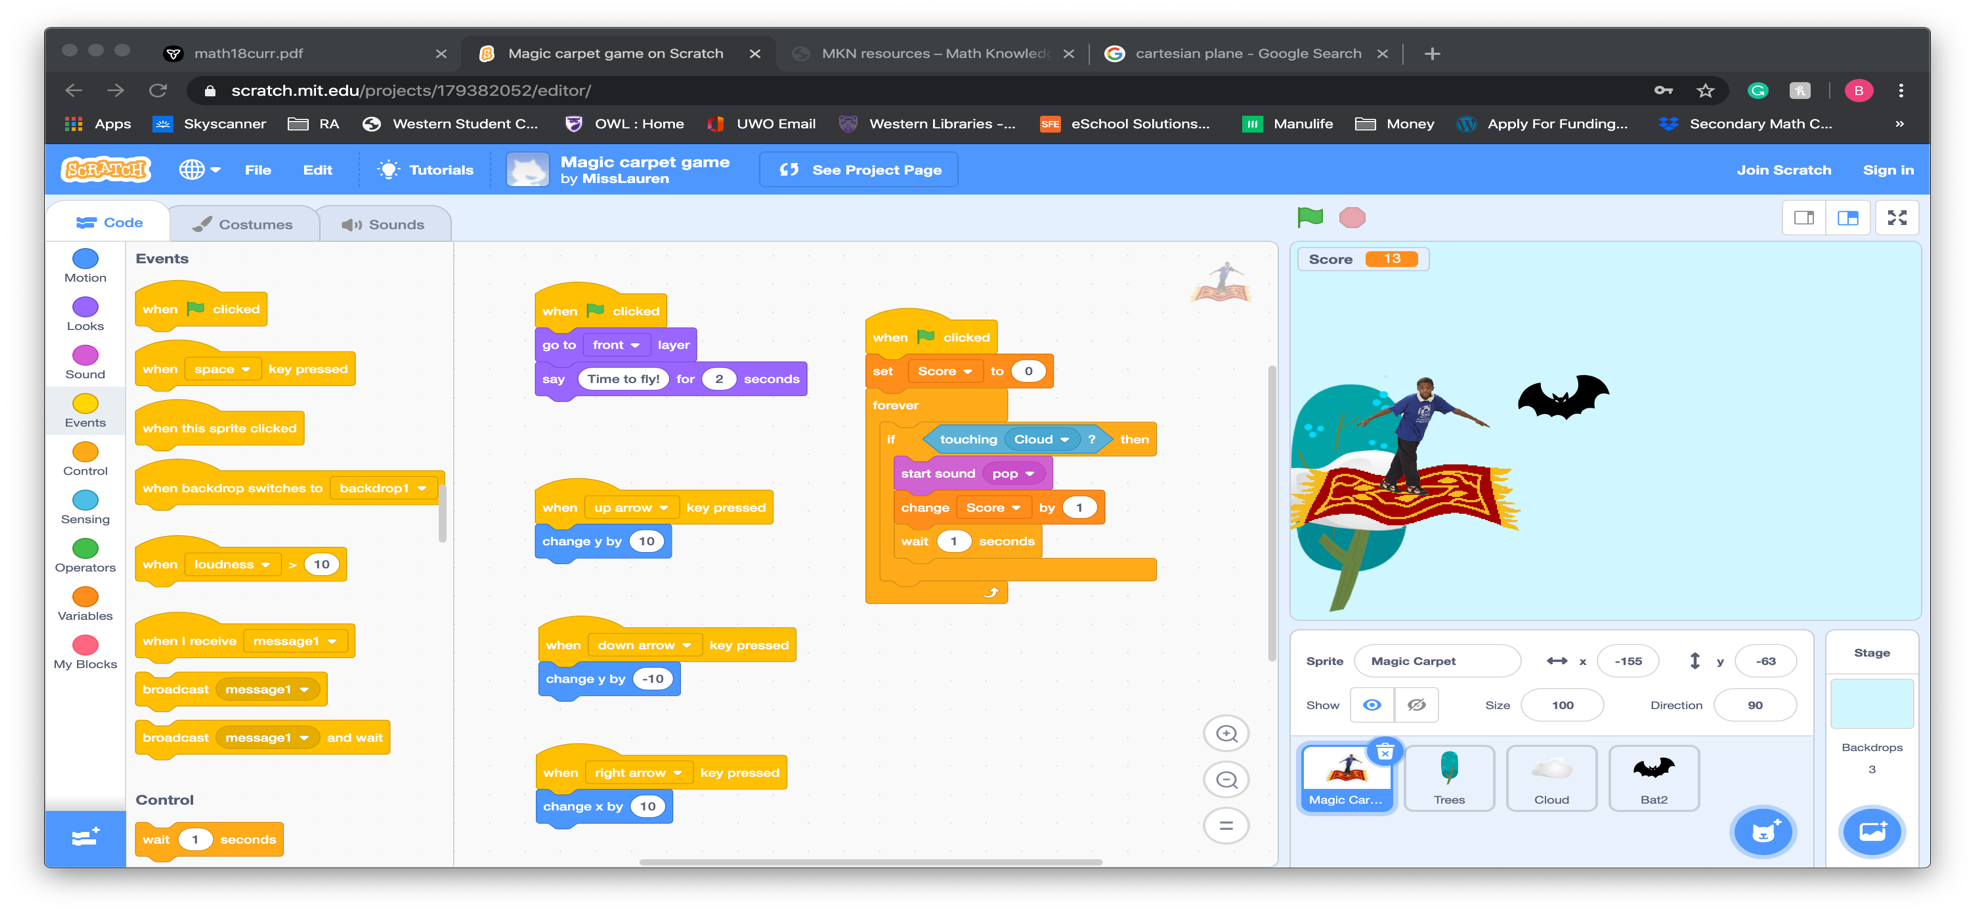 math18curr.pdf
Magic carpet game on Scratch
MKN resources – Math Knowled
cartesian plane - Google Search
scratch.mit.edu/projects/179382052/editor/
B
Apps
Skyscanner
RA
Western Student C...
OWL : Home
UWO Email
Western Libraries -...
SFE
eSchool Solutions...
Manulife
Money
Apply For Funding...
Secondary Math C...
»
SCRATCH
File
Edit
Tutorials
Magic carpet game
by MissLauren
See Project Page
Join Scratch
Sign in
Code
Costumes
Sounds
Motion
Looks
Sound
Events
Control
Sensing
Operators
Variables
My Blocks
Events
when clicked
when space key pressed
when this sprite clicked
when backdrop switches to backdrop1
when loudness > 10
when I receive message1
broadcast message1
broadcast message1 and wait
Control
wait 1 seconds
when clicked
go to front layer
say Time to fly! for 2 seconds
when up arrow key pressed
change y by 10
when down arrow key pressed
change y by -10
when right arrow key pressed
change x by 10
when clicked
set Score to 0
forever
if touching Cloud ? then
start sound pop
change Score by 1
wait 1 seconds
Score 13
Sprite Magic Carpet x -155 y -63
Show Size 100 Direction 90
Magic Car...
Trees
Cloud
Bat2
Stage
Backdrops
3